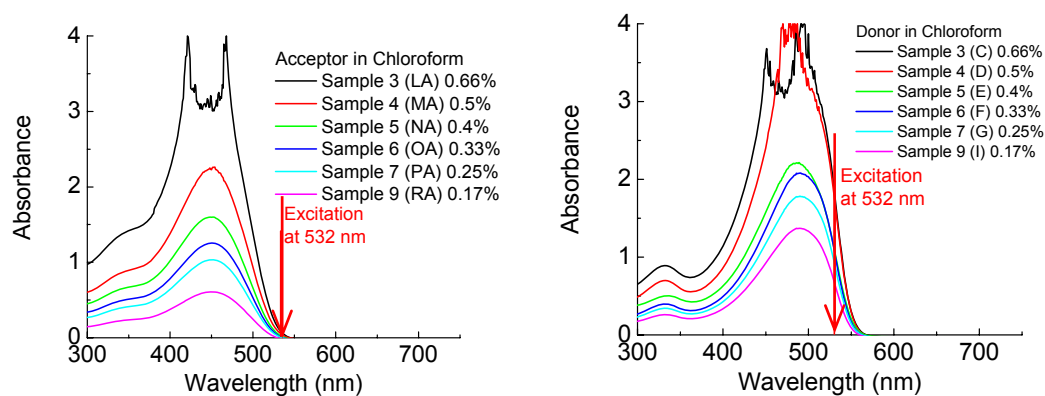 Acceptor in Chloroform
Sample 3 (LA) 0.66%
Sample 4 (MA) 0.5%
Sample 5 (NA) 0.4%
Sample 6 (OA) 0.33%
Sample 7 (PA) 0.25%
Sample 9 (RA) 0.17%
Excitation
at 532 nm
Absorbance
4
3
2
1
0
300 400 500 600 700
Wavelength (nm)
Donor in Chloroform
Sample 3 (C) 0.66%
Sample 4 (D) 0.5%
Sample 5 (E) 0.4%
Sample 6 (F) 0.33%
Sample 7 (G) 0.25%
Sample 9 (I) 0.17%
Excitation
at 532 nm
Absorbance
4
3
2
1
0
300 400 500 600 700
Wavelength (nm)